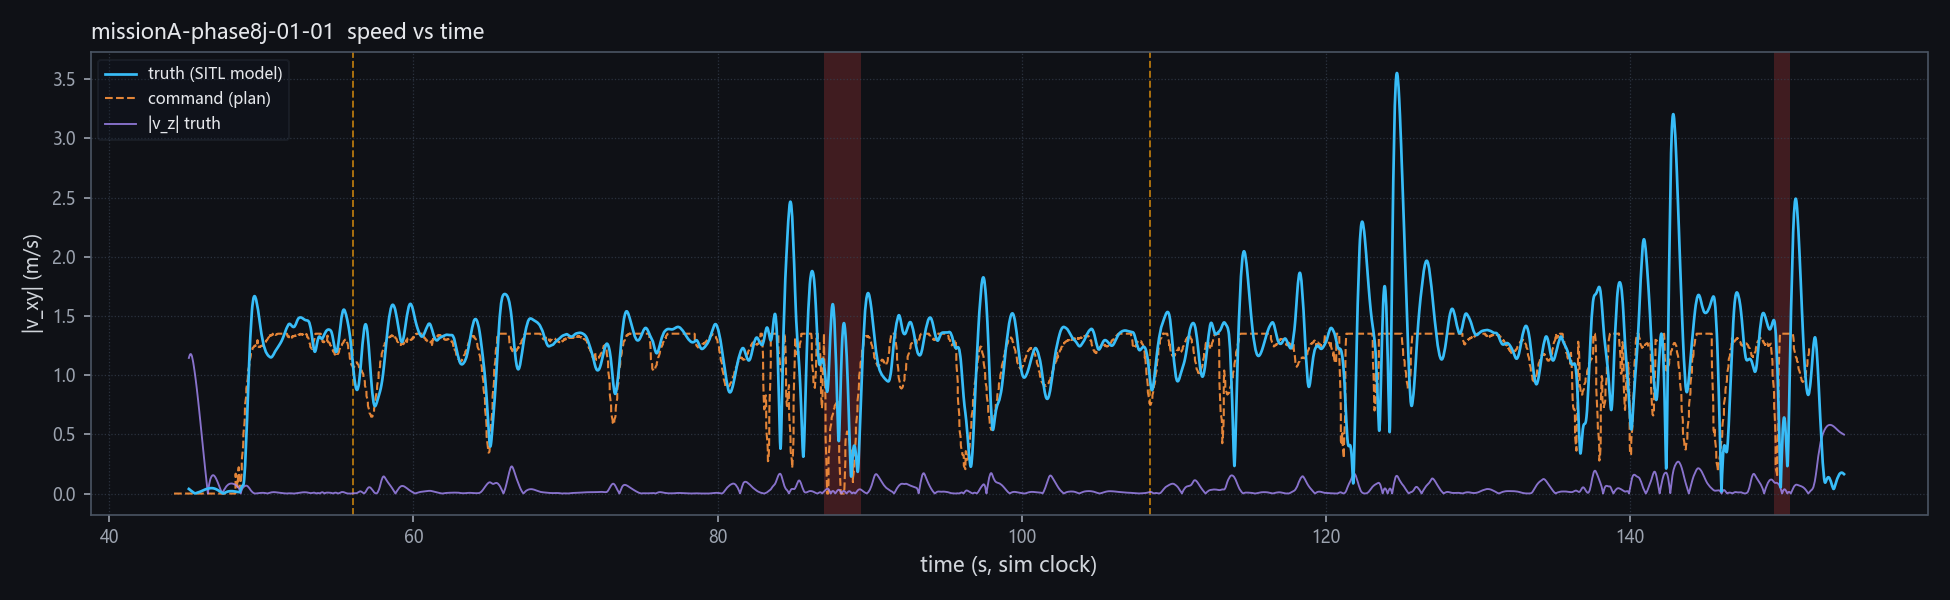 missionA-phase8j-01-01  speed vs time
truth (SITL model)
command (plan)
|v_z| truth
|v_xy| (m/s)
3.5
3.0
2.5
2.0
1.5
1.0
0.5
0.0
40 60 80 100 120 140
time (s, sim clock)